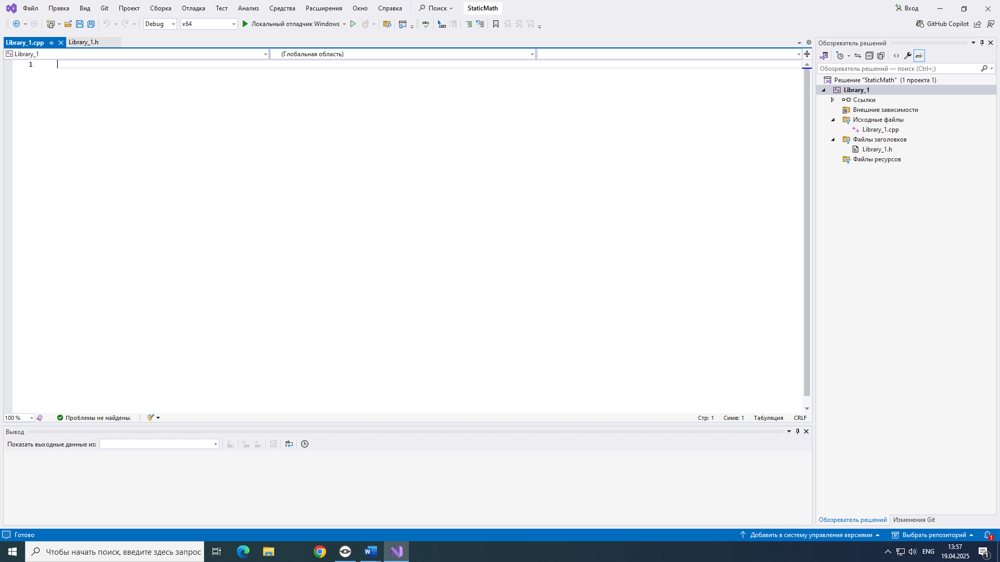 Файл Правка Вид Git Проект Сборка Отладка Тест Анализ Средства Расширения Окно Справка Поиск StaticMath Вход
Debug x64 Локальный отладчик Windows abc GitHub Copilot
Library_1.cpp Library_1.h
Library_1 (Глобальная область)
1
100 % Проблемы не найдены. Стр: 1 Симв: 1 Табуляция CRLF
Вывод
Показать выходные данные из:
Обозреватель решений
Обозреватель решений — поиск (Ctrl+;)
Решение "StaticMath" (1 проекта 1)
Library_1
Ссылки
Внешние зависимости
Исходные файлы
Library_1.cpp
Файлы заголовков
Library_1.h
Файлы ресурсов
Обозреватель решений Изменения Git
Готово Добавить в систему управления версиями Выбрать репозиторий 1
Чтобы начать поиск, введите здесь запрос ENG 13:57 1
19.04.2025